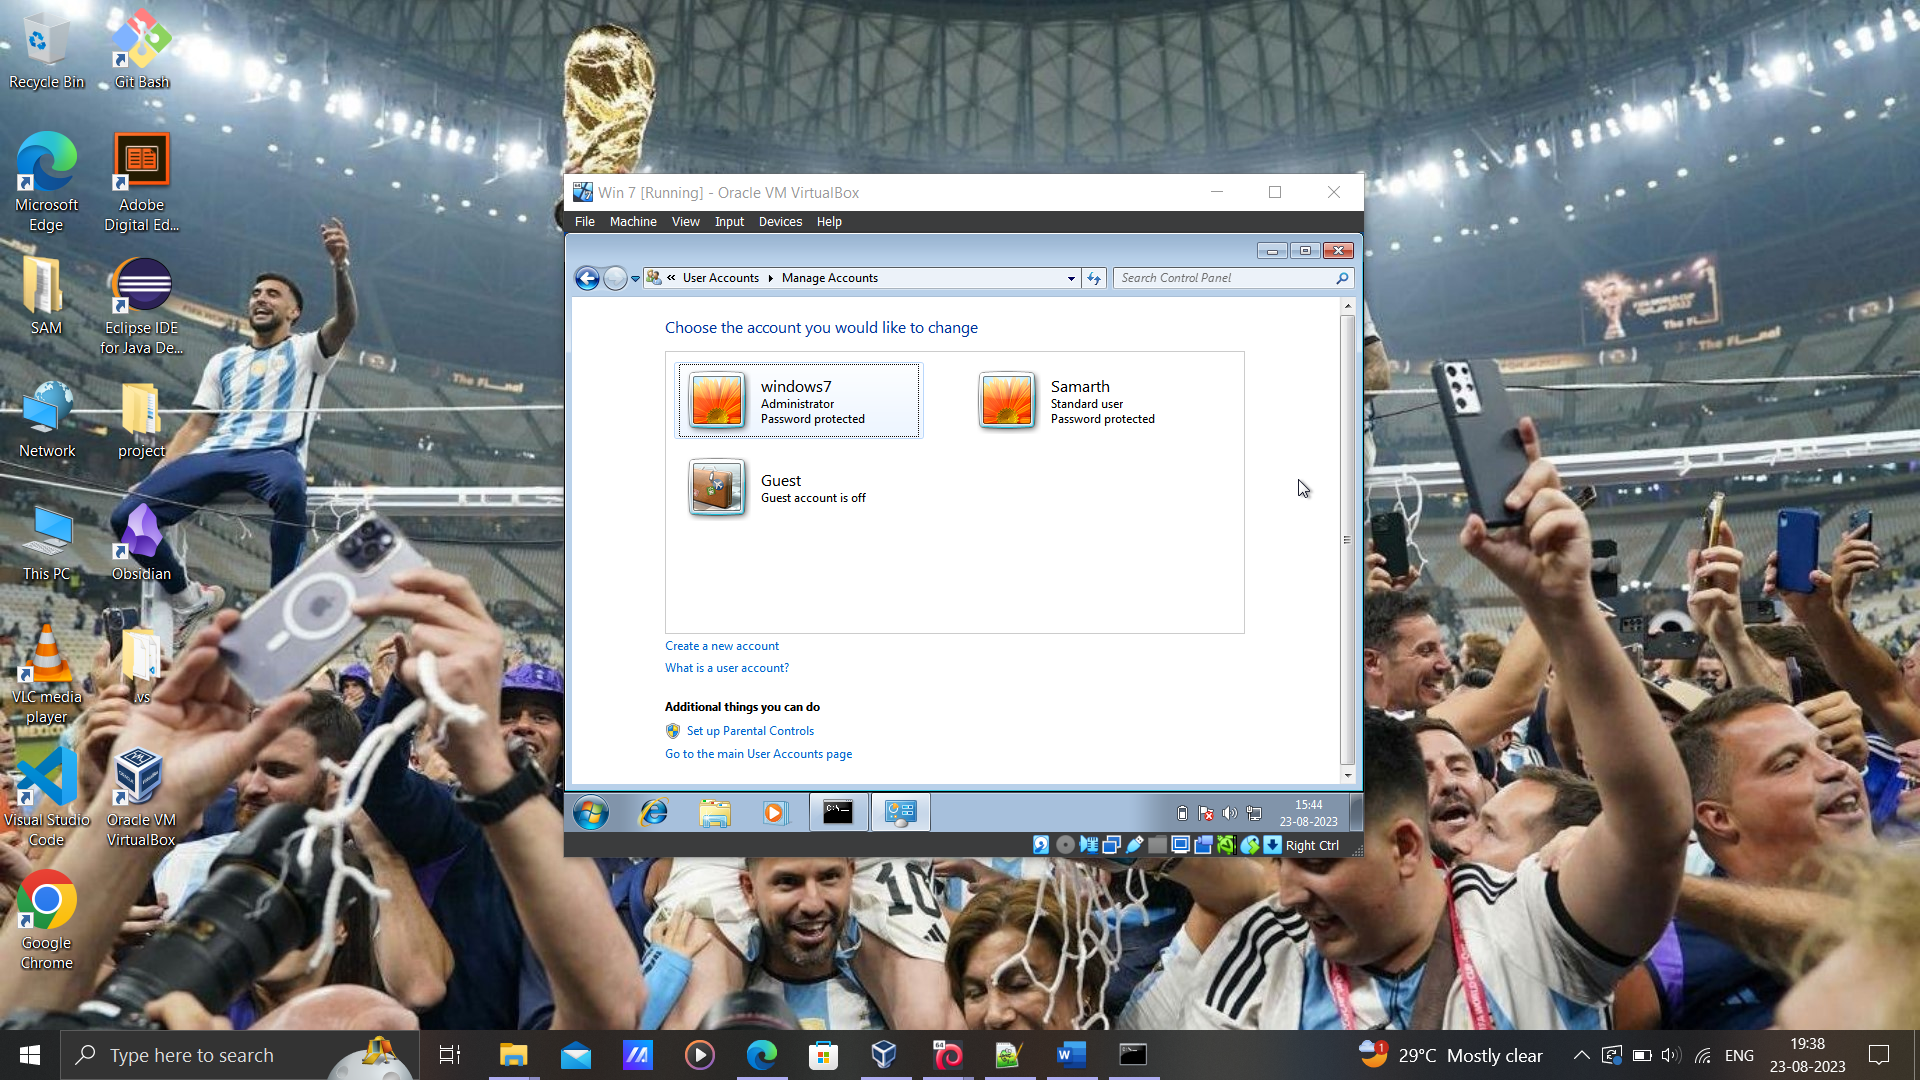 Recycle Bin
Git Bash
Microsoft
Edge
Adobe
Digital Ed...
SAM
Eclipse IDE
for Java De...
Network
project
This PC
Obsidian
VLC media
player
.vs
Visual Studio
Code
Oracle VM
VirtualBox
Google
Chrome
Win 7 [Running] - Oracle VM VirtualBox
File Machine View Input Devices Help
« User Accounts Manage Accounts
Search Control Panel
Choose the account you would like to change
windows7
Administrator
Password protected
Samarth
Standard user
Password protected
Guest
Guest account is off
Create a new account
What is a user account?
Additional things you can do
Set up Parental Controls
Go to the main User Accounts page
C:\
15:44
23-08-2023
Right Ctrl
10
Type here to search
64
W
1
29°C Mostly clear
ENG
19:38
23-08-2023